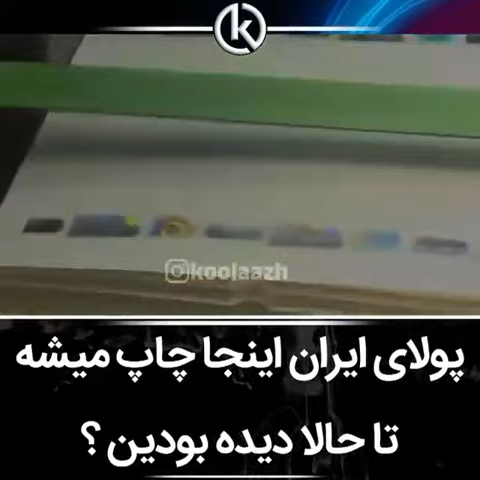 k
koolaazh
پولای ایران اینجا چاپ میشه
تا حالا دیده بودین ؟